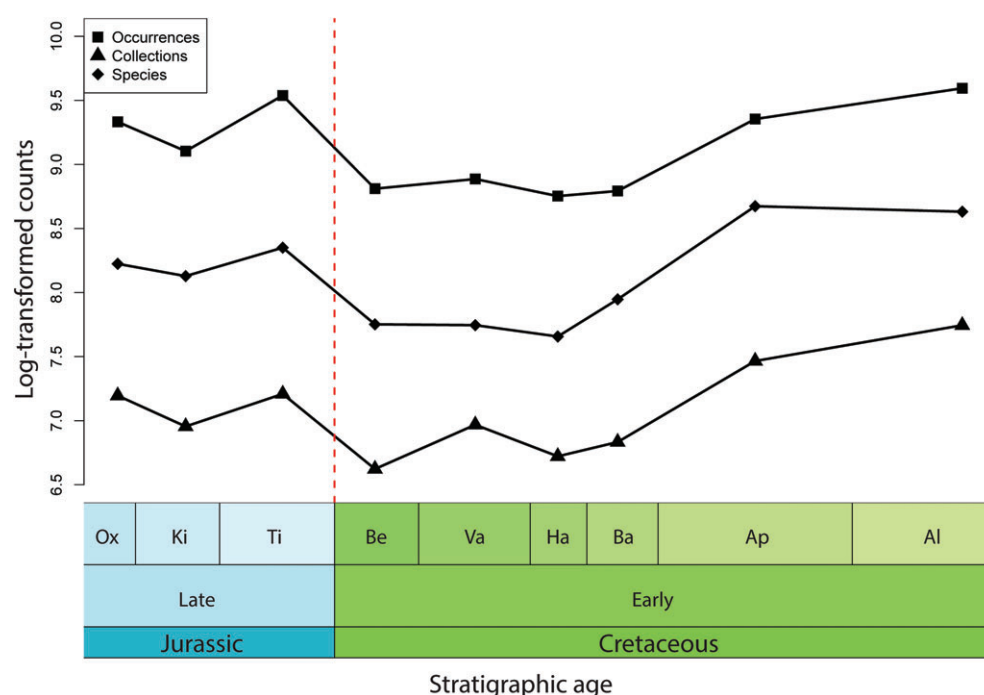 Occurrences
Collections
Species
10.0
9.5
9.0
8.5
8.0
7.5
7.0
6.5
Log-transformed counts
Ox Ki Ti Be Va Ha Ba Ap Al
Late Early
Jurassic Cretaceous
Stratigraphic age